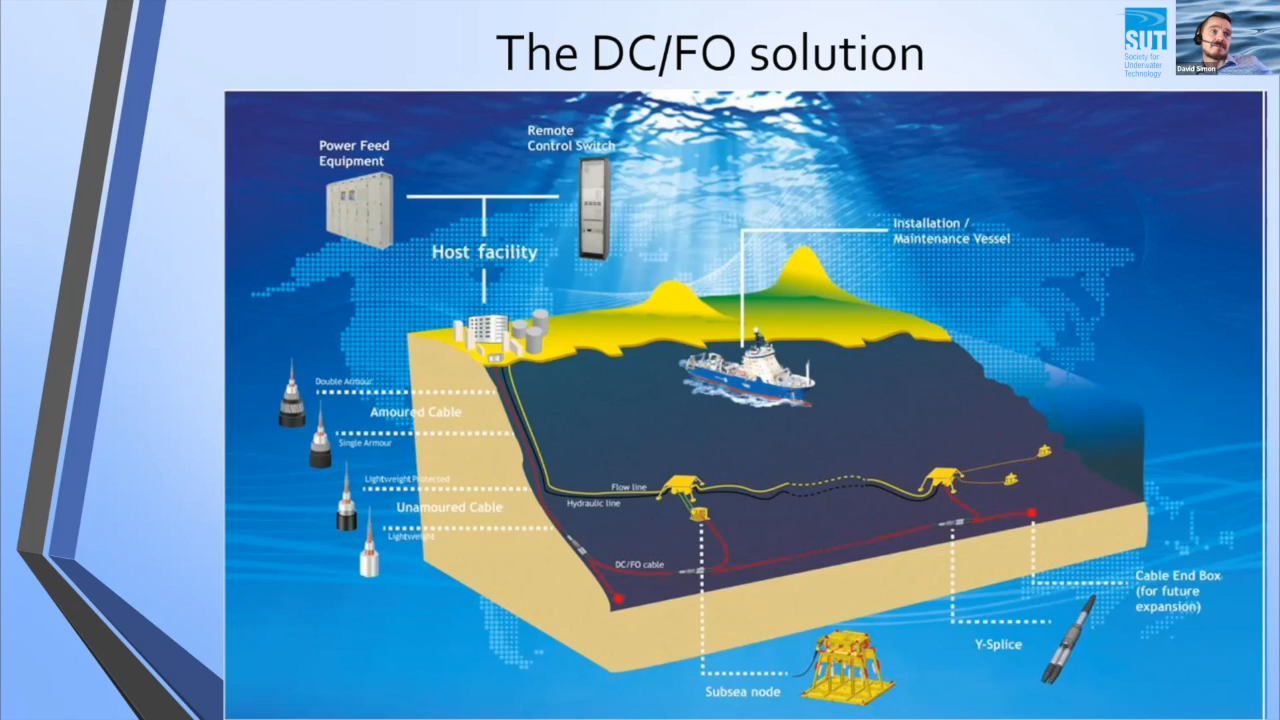 The DC/FO solution
SUT
Society for
Underwater
Technology
David Simon
Power Feed
Equipment
Remote
Control Switch
Host facility
Installation /
Maintenance Vessel
Double Armour
Amoured Cable
Single Armour
Lightsveight Protected
Unamoured Cable
Lightsweight
Flow line
Hydraulic line
DC/FO cable
Cable End Box
(for future
expansion)
Y-Splice
Subsea node